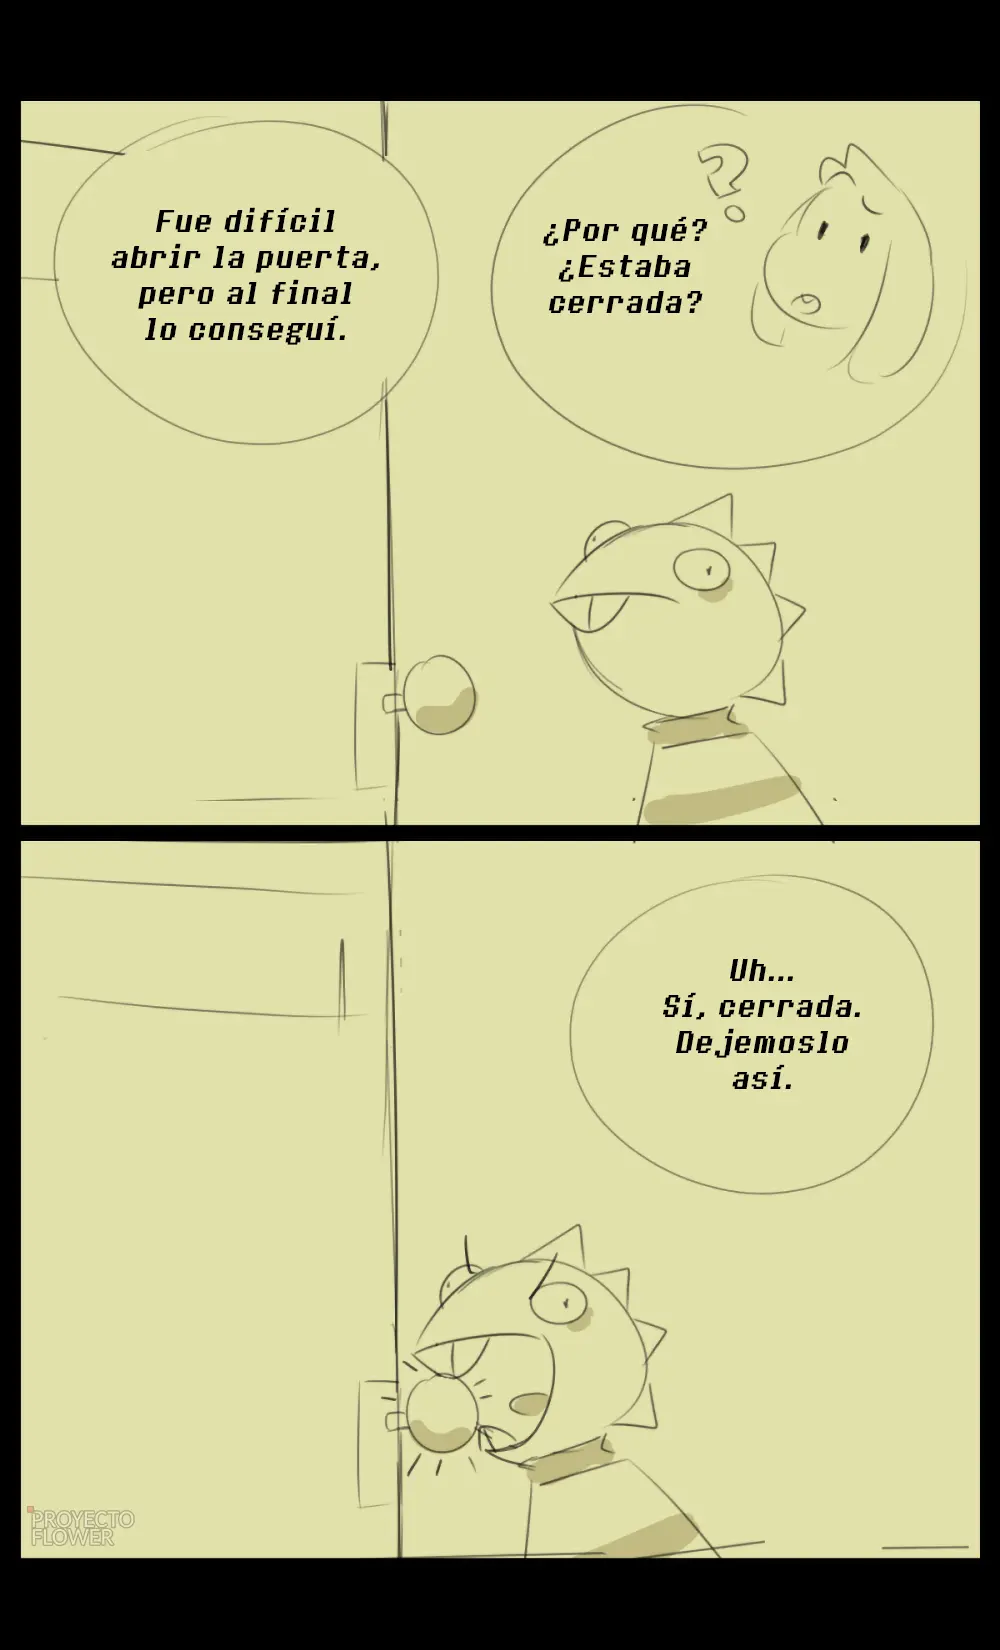 Fue difícil
abrir la puerta,
pero al final
lo conseguí.
¿Por qué?
¿Estaba
cerrada?
?
Uh...
Sí, cerrada.
Dejemoslo
así.
PROYECTO
FLOWER